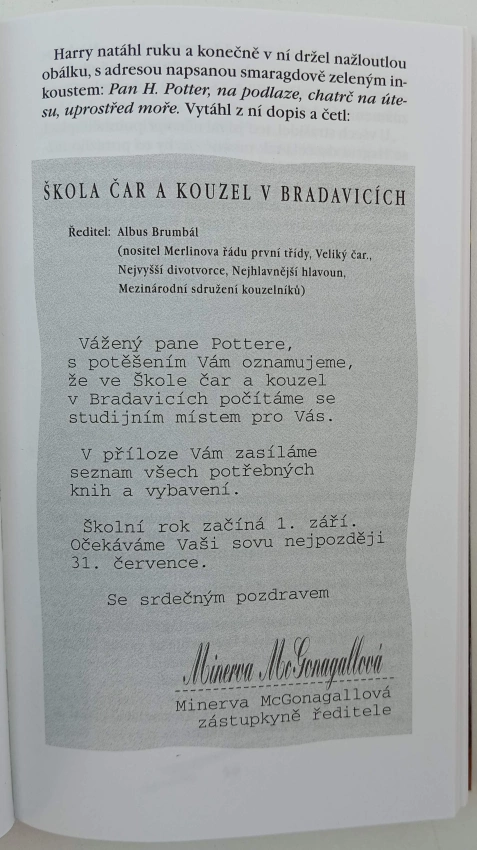 Harry natáhl ruku a konečně v ní držel nažloutlou
obálku, s adresou napsanou smaragdově zeleným in-
koustem: Pan H. Potter, na podlaze, chatrč na úte-
su, uprostřed moře. Vytáhl z ní dopis a četl:
ŠKOLA ČAR A KOUZEL V BRADAVICÍCH
Ředitel: Albus Brumbál
(nositel Merlinova řádu první třídy, Veliký čar.,
Nejvyšší divotvorce, Nejhlavnější hlavoun,
Mezinárodní sdružení kouzelníků)
Vážený pane Pottere,
s potěšením Vám oznamujeme,
že ve Škole čar a kouzel
v Bradavicích počítáme se
studijním místem pro Vás.
V příloze Vám zasíláme
seznam všech potřebných
knih a vybavení.
Školní rok začíná 1. září.
Očekáváme Vaši sovu nejpozději
31. července.
Se srdečným pozdravem
Minerva McGonagallová
Minerva McGonagallová
zástupkyně ředitele